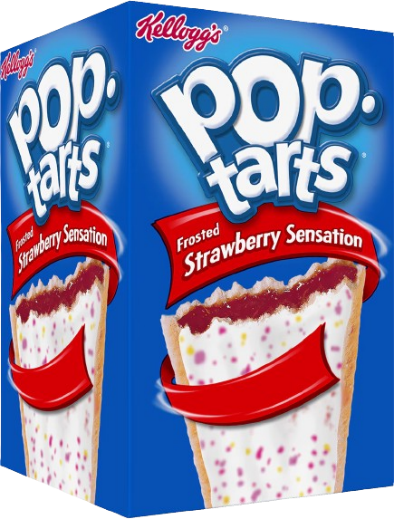 Kellogg's®
pop.
tarts®
Frosted
Strawberry Sensation
Kellogg's®
pop.
tarts®
Frosted
Strawberry Sensation